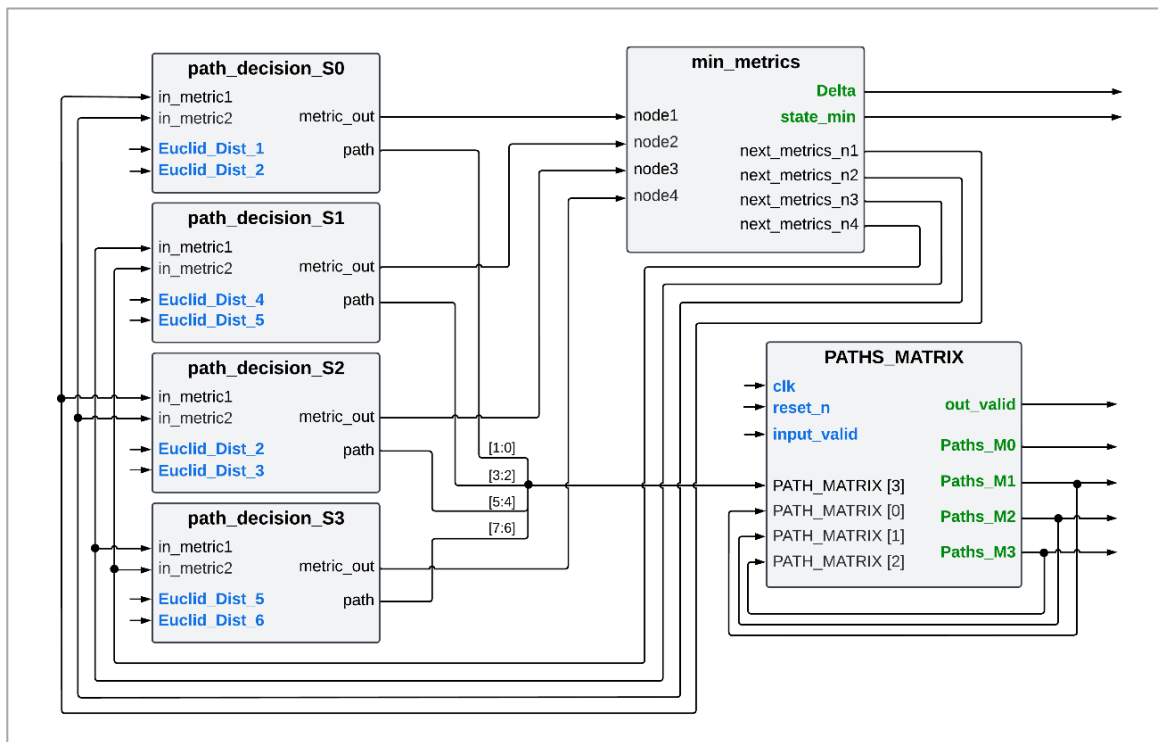 path_decision_S0
in_metric1
in_metric2
metric_out
Euclid_Dist_1
path
Euclid_Dist_2
path_decision_S1
in_metric1
in_metric2
metric_out
Euclid_Dist_4
path
Euclid_Dist_5
path_decision_S2
in_metric1
in_metric2
metric_out
Euclid_Dist_2
path
Euclid_Dist_3
path_decision_S3
in_metric1
in_metric2
metric_out
Euclid_Dist_5
path
Euclid_Dist_6
[1:0]
[3:2]
[5:4]
[7:6]
min_metrics
Delta
state_min
node1
node2
node3
node4
next_metrics_n1
next_metrics_n2
next_metrics_n3
next_metrics_n4
PATHS_MATRIX
clk
reset_n
input_valid
PATH_MATRIX [3]
PATH_MATRIX [0]
PATH_MATRIX [1]
PATH_MATRIX [2]
out_valid
Paths_M0
Paths_M1
Paths_M2
Paths_M3